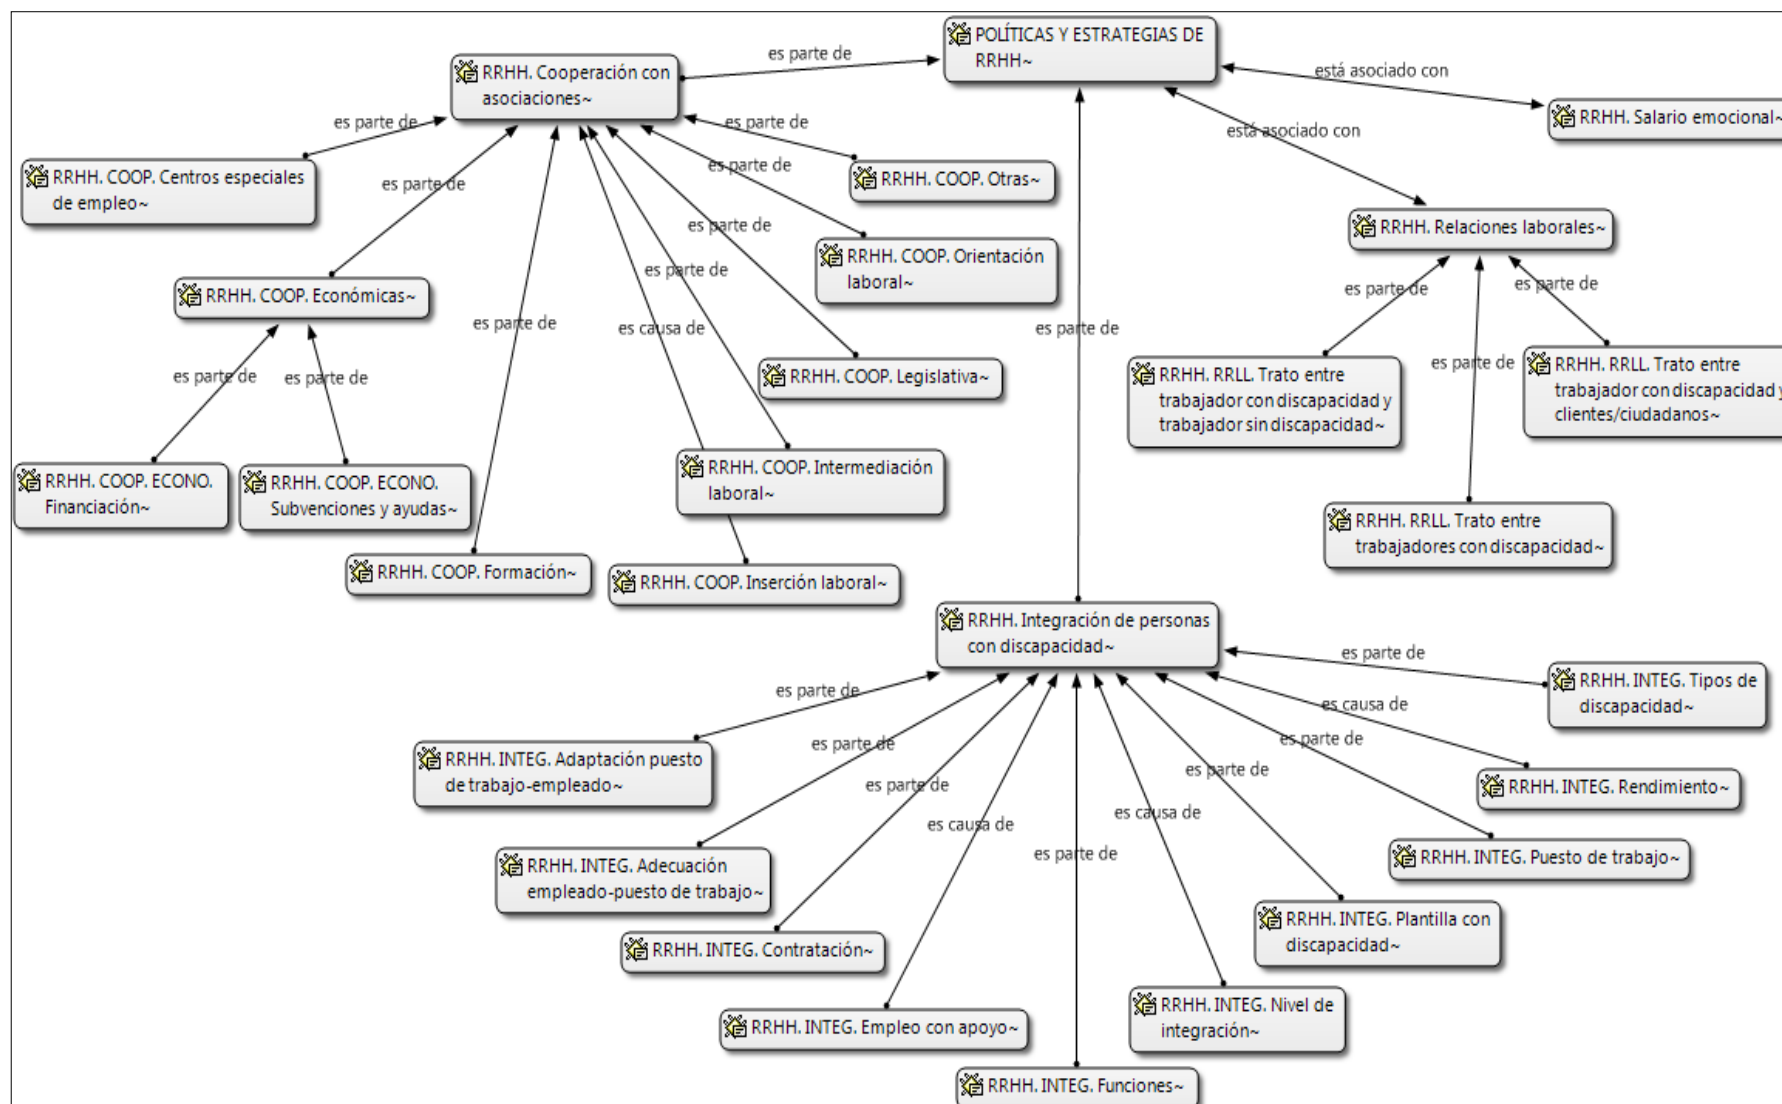 POLÍTICAS Y ESTRATEGIAS DE
RRHH~
es parte de
RRHH. Cooperación con
asociaciones~
está asociado con
RRHH. Salario emocional~
es parte de
es parte de
está asociado con
RRHH. COOP. Centros especiales
de empleo~
es parte de
es parte de
RRHH. COOP. Otras~
es parte de
RRHH. Relaciones laborales~
RRHH. COOP. Orientación
laboral~
es parte de
RRHH. COOP. Económicas~
es parte de
es parte de
es parte de
es causa de
es parte de
es parte de
RRHH. COOP. Legislativa~
es parte de
es parte de
es parte de
RRHH. RRLL. Trato entre
trabajador con discapacidad y
trabajador sin discapacidad~
RRHH. RRLL. Trato entre
trabajador con discapacidad y
clientes/ciudadanos~
RRHH. COOP. ECONO.
Financiación~
RRHH. COOP. ECONO.
Subvenciones y ayudas~
RRHH. COOP. Intermediación
laboral~
RRHH. RRLL. Trato entre
trabajadores con discapacidad~
RRHH. COOP. Formación~
RRHH. COOP. Inserción laboral~
RRHH. Integración de personas
con discapacidad~
es parte de
es parte de
RRHH. INTEG. Tipos de
discapacidad~
es causa de
es parte de
es parte de
RRHH. INTEG. Adaptación puesto
de trabajo-empleado~
es parte de
es parte de
RRHH. INTEG. Rendimiento~
es causa de
es causa de
es parte de
RRHH. INTEG. Puesto de trabajo~
RRHH. INTEG. Adecuación
empleado-puesto de trabajo~
RRHH. INTEG. Plantilla con
discapacidad~
RRHH. INTEG. Contratación~
RRHH. INTEG. Nivel de
integración~
RRHH. INTEG. Empleo con apoyo~
RRHH. INTEG. Funciones~